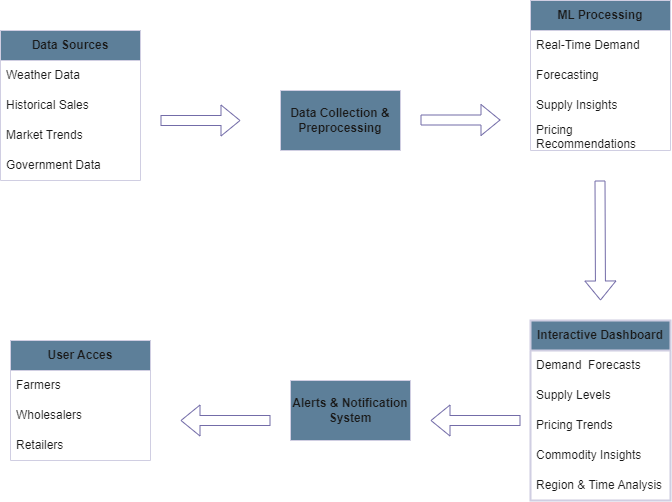 Data Sources
Weather Data
Historical Sales
Market Trends
Government Data
Data Collection &
Preprocessing
ML Processing
Real-Time Demand
Forecasting
Supply Insights
Pricing
Recommendations
Interactive Dashboard
Demand Forecasts
Supply Levels
Pricing Trends
Commodity Insights
Region & Time Analysis
Alerts & Notification
System
User Acces
Farmers
Wholesalers
Retailers